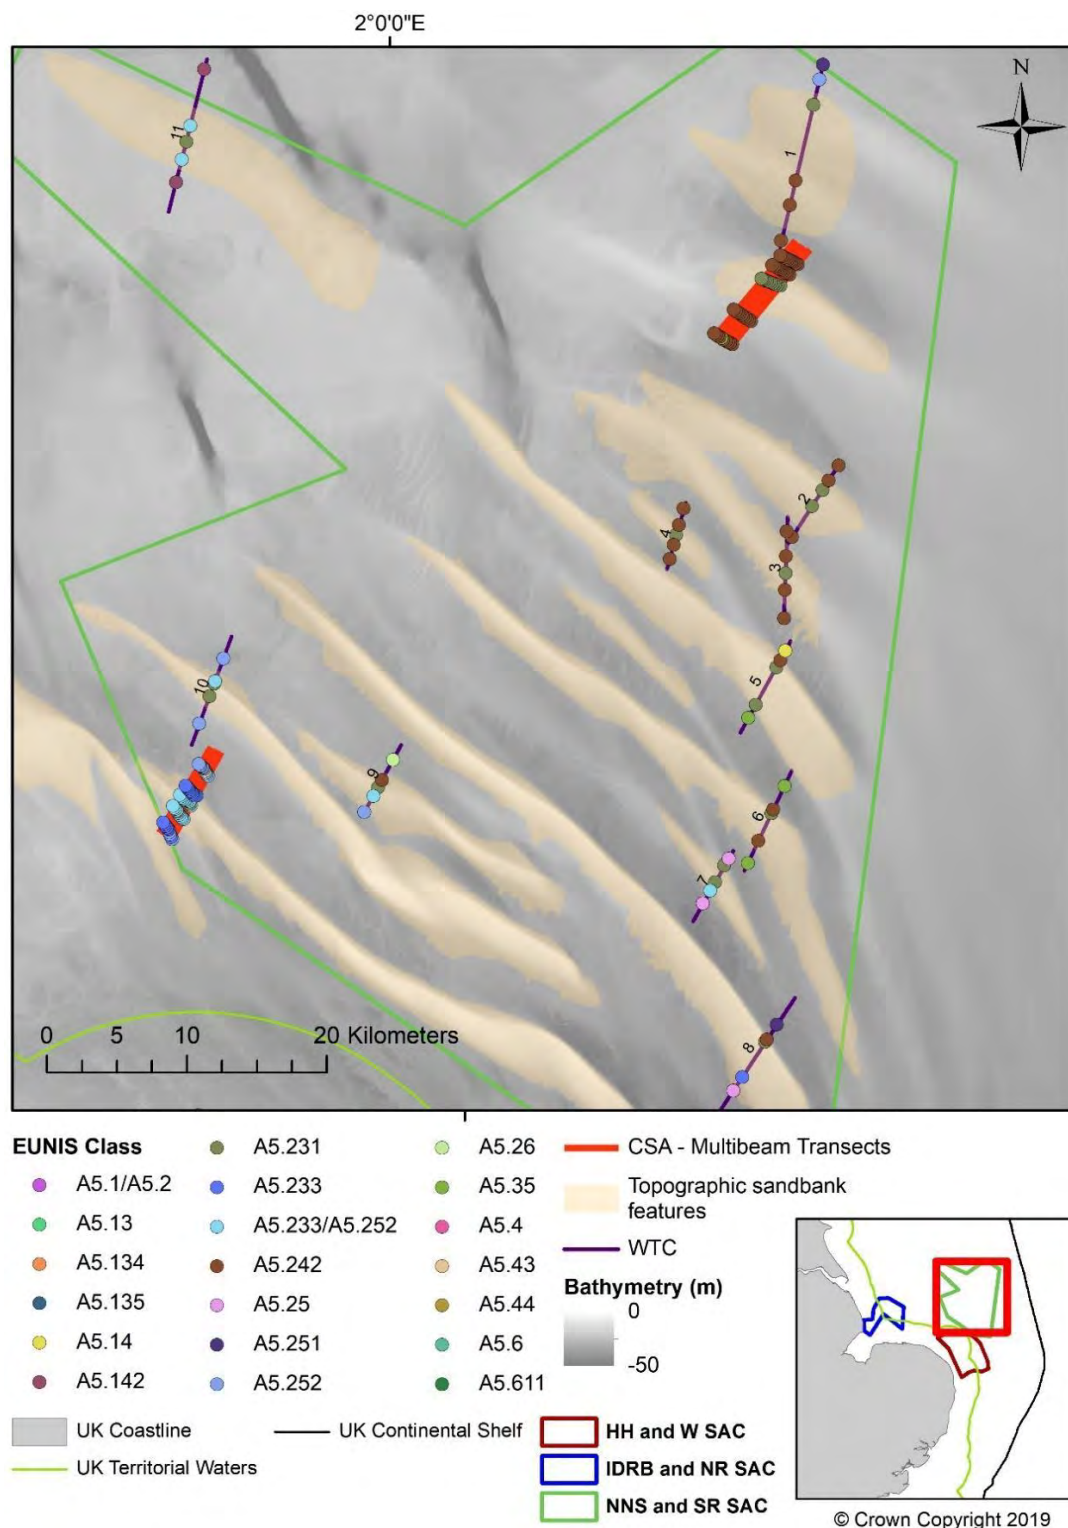 2°0'0"E
N
11
1
2
4
3
5
10
9
6
7
8
0 5 10 20 Kilometers
EUNIS Class
A5.1/A5.2
A5.13
A5.134
A5.135
A5.14
A5.142
A5.231
A5.233
A5.233/A5.252
A5.242
A5.25
A5.251
A5.252
A5.26
A5.35
A5.4
A5.43
A5.44
A5.6
A5.611
CSA - Multibeam Transects
Topographic sandbank
features
WTC
Bathymetry (m)
0
-50
UK Coastline
UK Territorial Waters
UK Continental Shelf
HH and W SAC
IDRB and NR SAC
NNS and SR SAC
© Crown Copyright 2019